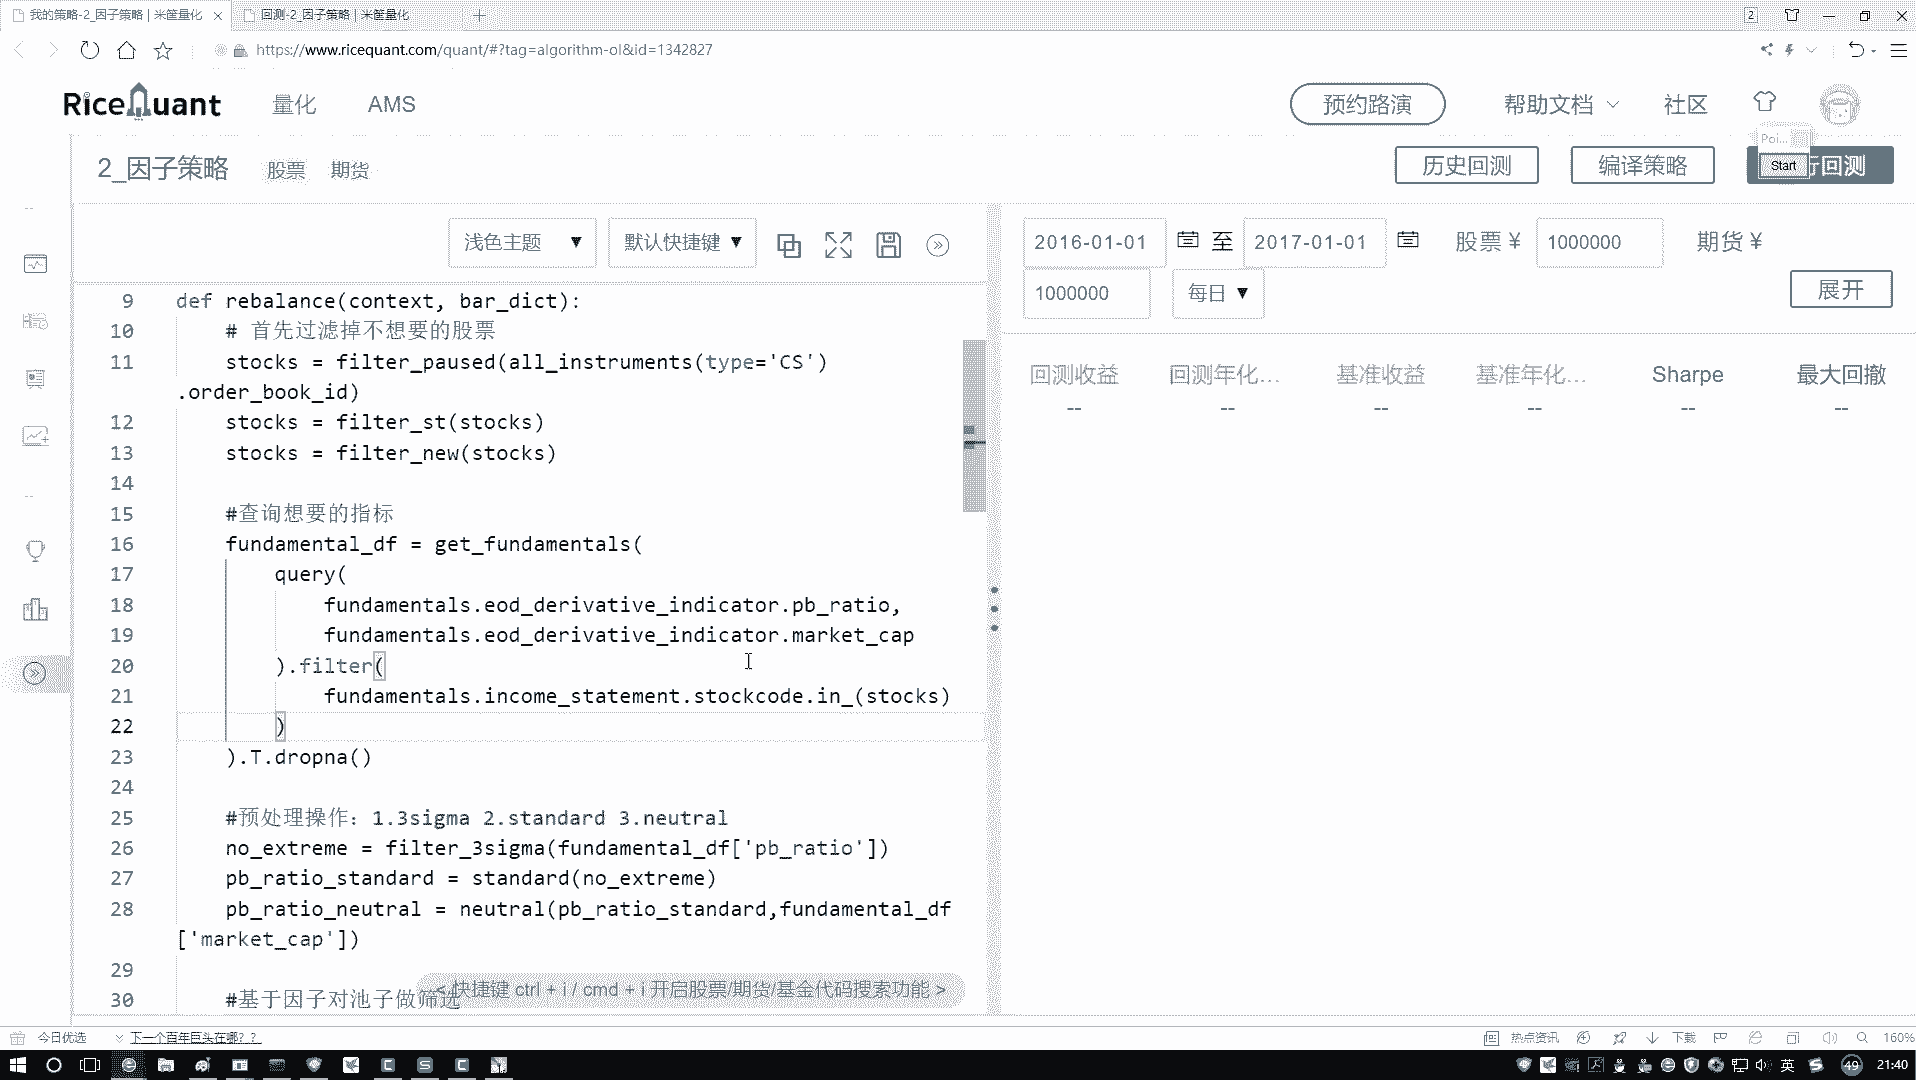 我的策略-2_因子策略 | 米筐量化
回测-2_因子策略 | 米筐量化
2
https://www.ricequant.com/quant/#?tag=algorithm-ol&id=1342827
RiceQuant 量化 AMS 预约路演 帮助文档 社区
Poi...
Start
2_因子策略 股票 期货 历史回测 编译策略 行回测
浅色主题 ▼ 默认快捷键 ▼
2016-01-01 至 2017-01-01 股票 ¥ 1000000 期货 ¥
1000000 每日 ▼ 展开
回测收益 回测年化... 基准收益 基准年化... Sharpe 最大回撤
-- -- -- -- -- --
9 def rebalance(context, bar_dict):
10 # 首先过滤掉不想要的股票
11 stocks = filter_paused(all_instruments(type='CS')
.order_book_id)
12 stocks = filter_st(stocks)
13 stocks = filter_new(stocks)
14
15 #查询想要的指标
16 fundamental_df = get_fundamentals(
17 query(
18 fundamentals.eod_derivative_indicator.pb_ratio,
19 fundamentals.eod_derivative_indicator.market_cap
20 ).filter(
21 fundamentals.income_statement.stockcode.in_(stocks)
22 )
23 ).T.dropna()
24
25 #预处理操作：1.3sigma 2.standard 3.neutral
26 no_extreme = filter_3sigma(fundamental_df['pb_ratio'])
27 pb_ratio_standard = standard(no_extreme)
28 pb_ratio_neutral = neutral(pb_ratio_standard,fundamental_df
['market_cap'])
29
30 #基于因子对池子做筛选
< 快捷键 ctrl + i / cmd + i 开启股票/期货/基金代码搜索功能 >
今日优选 下一个百年巨头在哪？？ 热点资讯 下载 160%
英 49 21:40